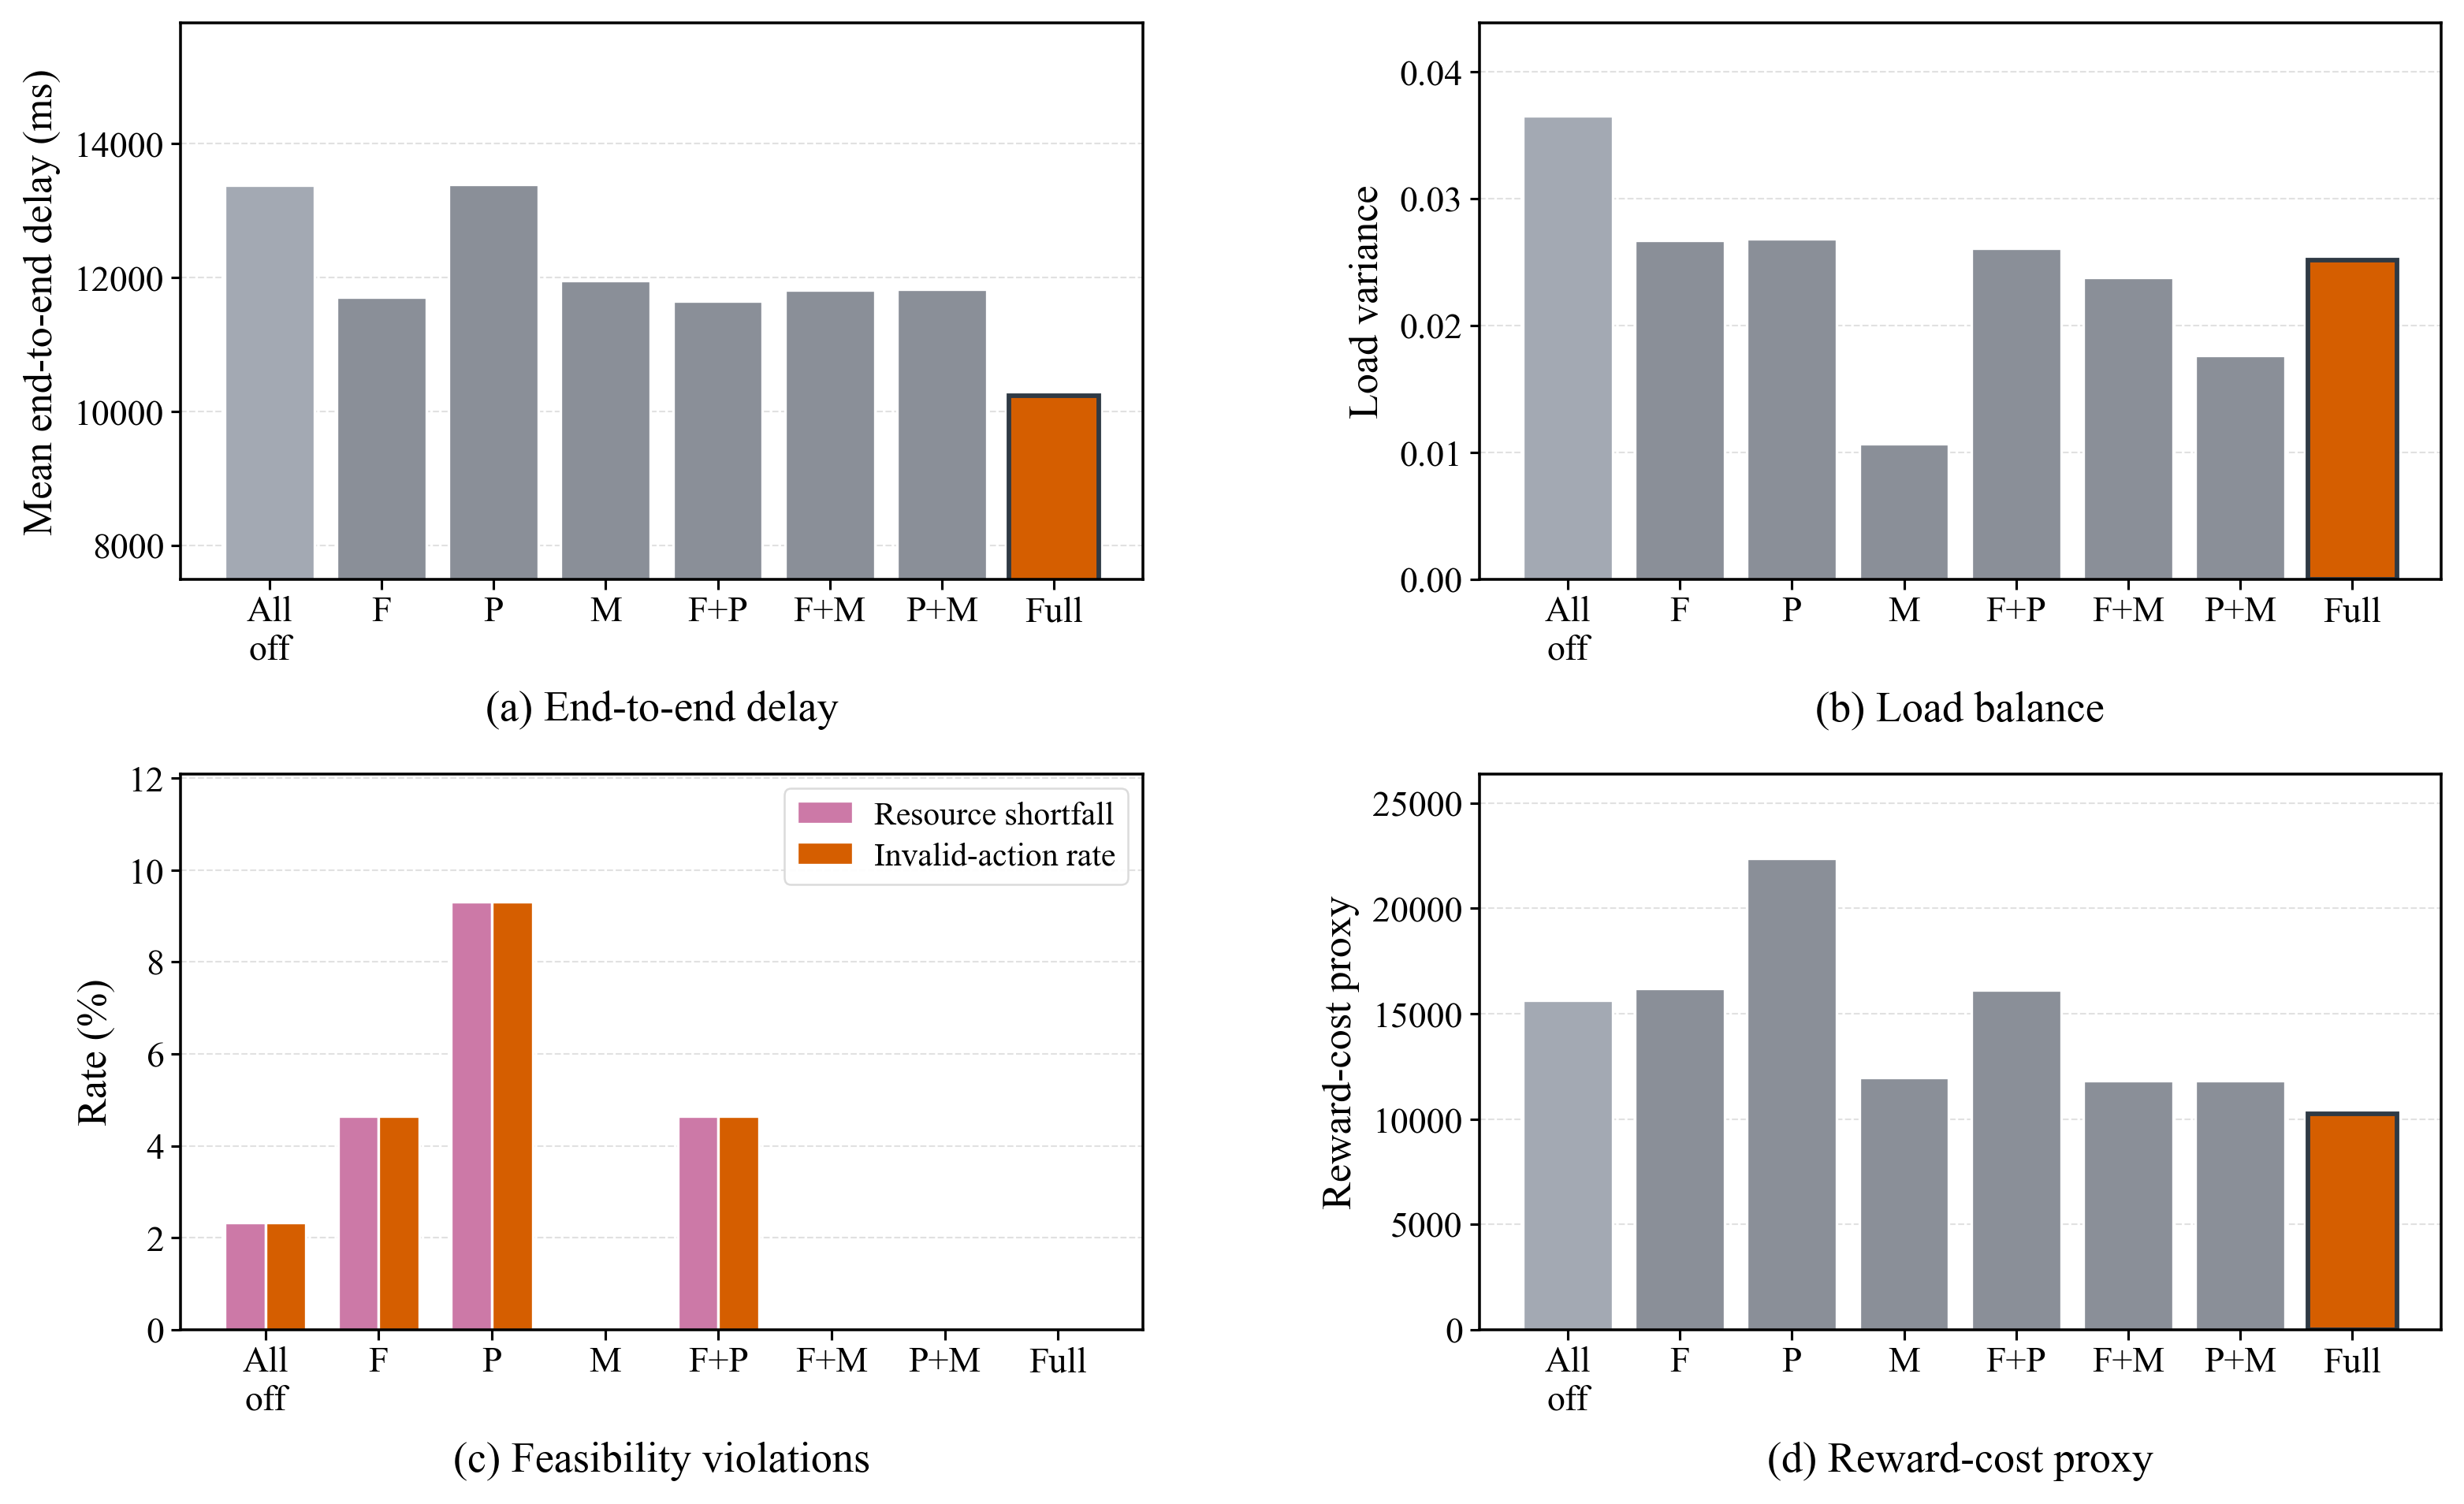 Mean end-to-end delay (ms)
14000
12000
10000
8000
All
off
F
P
M
F+P
F+M
P+M
Full
(a) End-to-end delay
Load variance
0.04
0.03
0.02
0.01
0.00
All
off
F
P
M
F+P
F+M
P+M
Full
(b) Load balance
Rate (%)
12
10
8
6
4
2
0
Resource shortfall
Invalid-action rate
All
off
F
P
M
F+P
F+M
P+M
Full
(c) Feasibility violations
Reward-cost proxy
25000
20000
15000
10000
5000
0
All
off
F
P
M
F+P
F+M
P+M
Full
(d) Reward-cost proxy